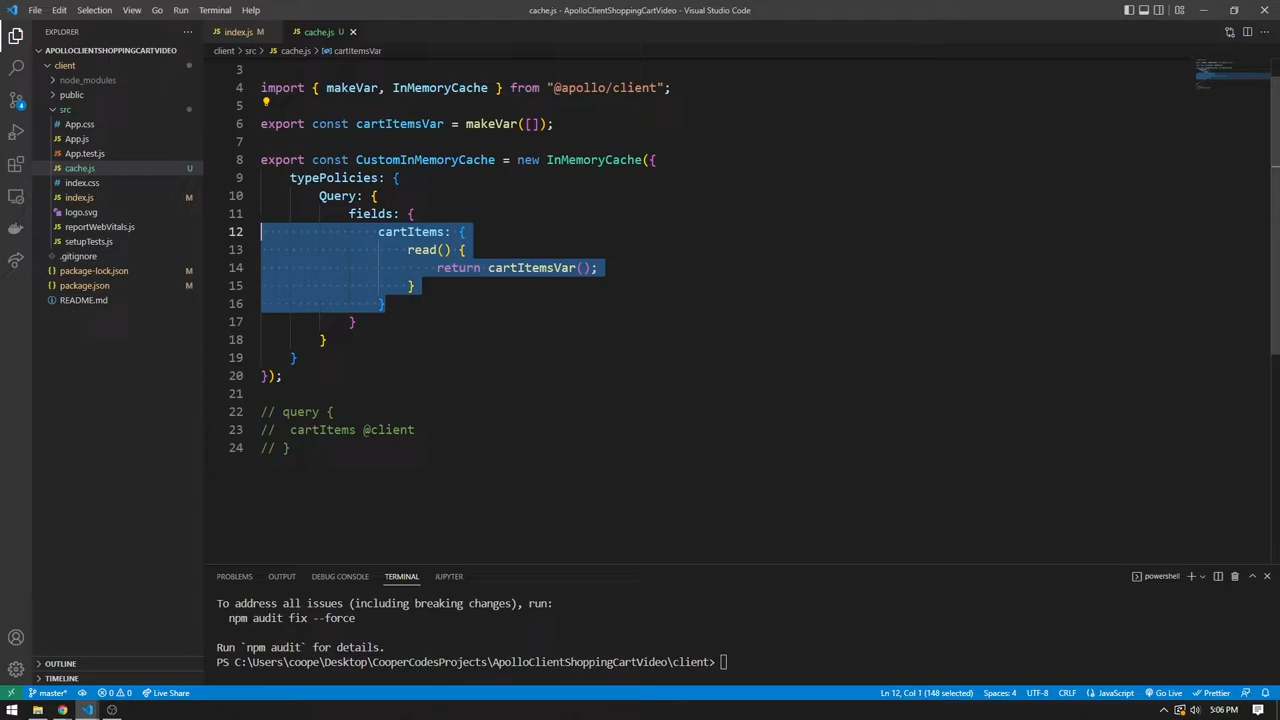 File Edit Selection View Go Run Terminal Help
cache.js - ApolloClientShoppingCartVideo - Visual Studio Code
EXPLORER
APOLLOCLIENTSHOPPINGCARTVIDEO
client
node_modules
public
src
App.css
App.js
App.test.js
cache.js U
index.css
index.js M
logo.svg
reportWebVitals.js
setupTests.js
.gitignore
package-lock.json M
package.json M
README.md
OUTLINE
TIMELINE
index.js M
cache.js U
client > src > cache.js > cartItemsVar
3
4 import { makeVar, InMemoryCache } from "@apollo/client";
5
6 export const cartItemsVar = makeVar([]);
7
8 export const CustomInMemoryCache = new InMemoryCache({
9 typePolicies: {
10 Query: {
11 fields: {
12 cartItems: {
13 read() {
14 return cartItemsVar();
15 }
16 }
17 }
18 }
19 }
20 });
21
22 // query {
23 // cartItems @client
24 // }
PROBLEMS OUTPUT DEBUG CONSOLE TERMINAL JUPYTER
powershell
To address all issues (including breaking changes), run:
npm audit fix --force
Run `npm audit` for details.
PS C:\Users\coope\Desktop\CooperCodesProjects\ApolloClientShoppingCartVideo\client>
4
master* 0 0 Live Share
Ln 12, Col 1 (148 selected) Spaces: 4 UTF-8 CRLF JavaScript Go Live Prettier
5:06 PM